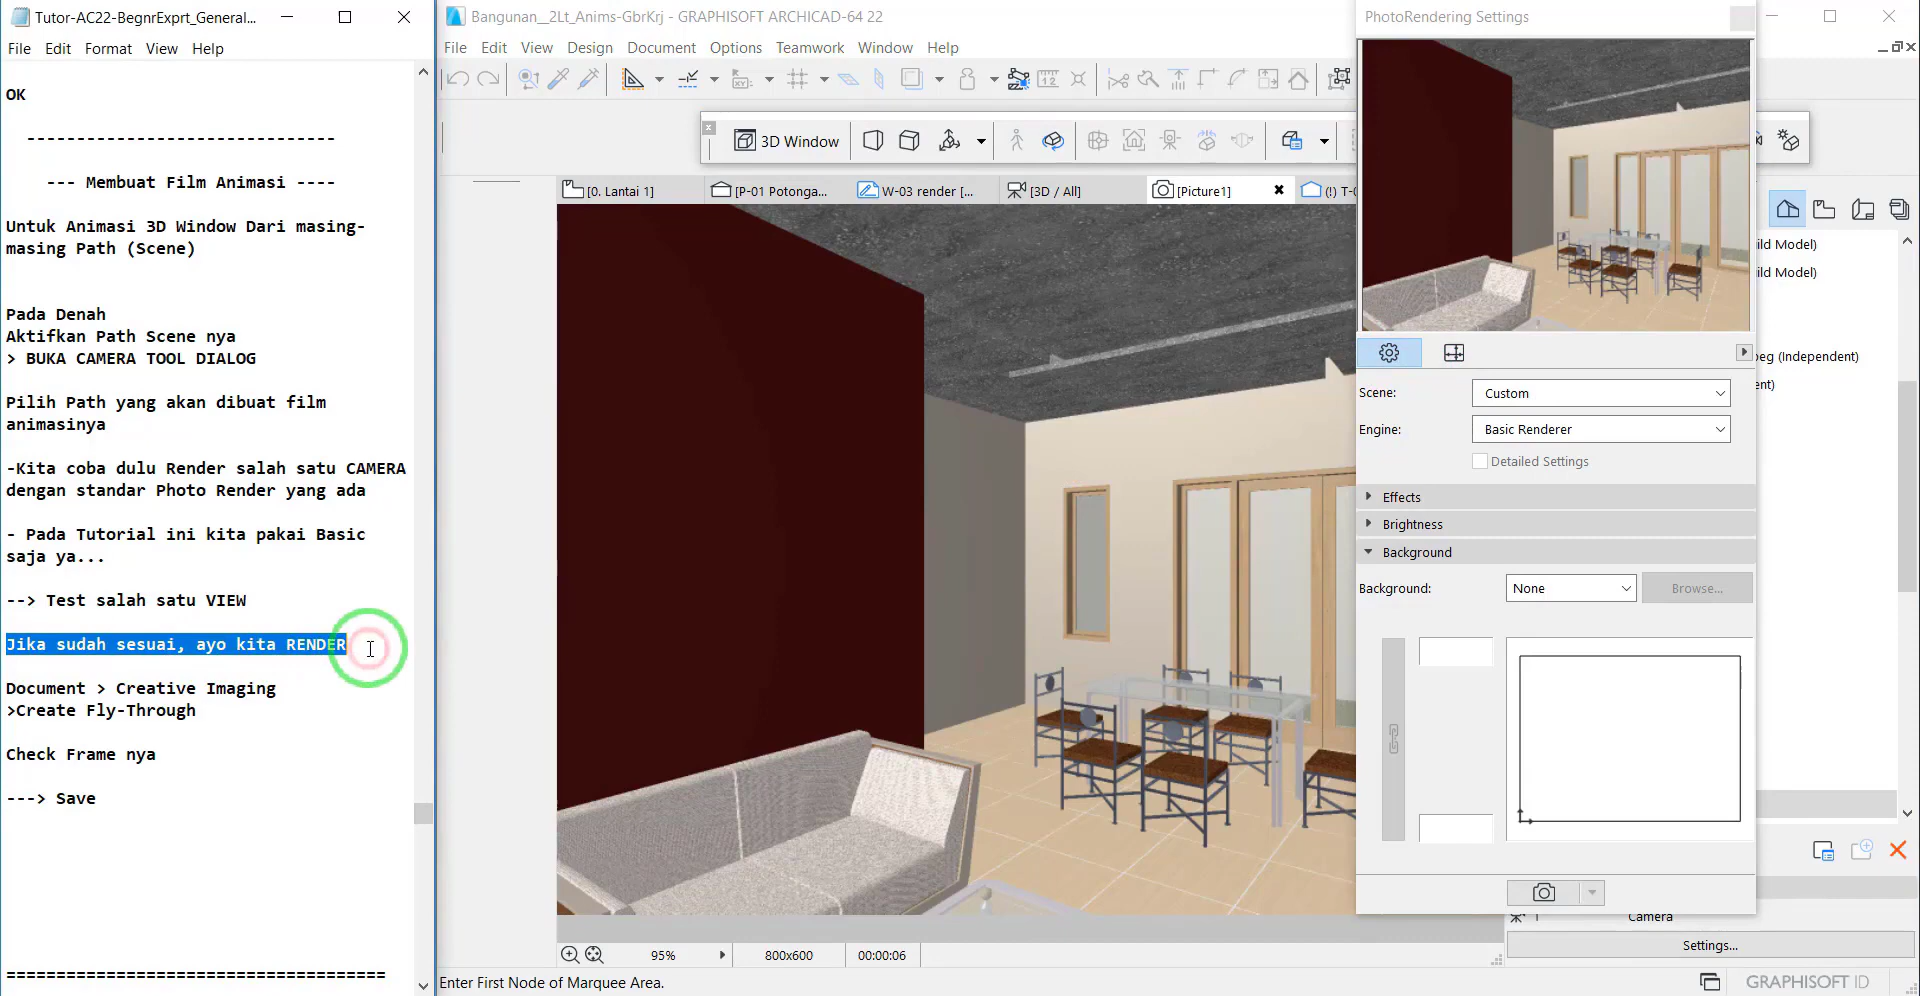 Tutor-AC22-BegnrExprt_General...
File Edit Format View Help
OK
-------------------------------
--- Membuat Film Animasi ----
Untuk Animasi 3D Window Dari masing-
masing Path (Scene)
Pada Denah
Aktifkan Path Scene nya
> BUKA CAMERA TOOL DIALOG
Pilih Path yang akan dibuat film
animasinya
-Kita coba dulu Render salah satu CAMERA
dengan standar Photo Render yang ada
- Pada Tutorial ini kita pakai Basic
saja ya...
--> Test salah satu VIEW
Jika sudah sesuai, ayo kita RENDER
Document > Creative Imaging
>Create Fly-Through
Check Frame nya
---> Save
======================================
Bangunan__2Lt_Anims-GbrKrj - GRAPHISOFT ARCHICAD-64 22
File Edit View Design Document Options Teamwork Window Help
3D Window
[0. Lantai 1]
[P-01 Potonga...
W-03 render [...
[3D / All]
[Picture1]
(!) T-0
95%
800x600
00:00:06
Enter First Node of Marquee Area.
PhotoRendering Settings
Scene: Custom
Engine: Basic Renderer
Detailed Settings
Effects
Brightness
Background
Background: None Browse...
ild Model)
ild Model)
eg (Independent)
ent)
Camera
Settings...
GRAPHISOFT ID